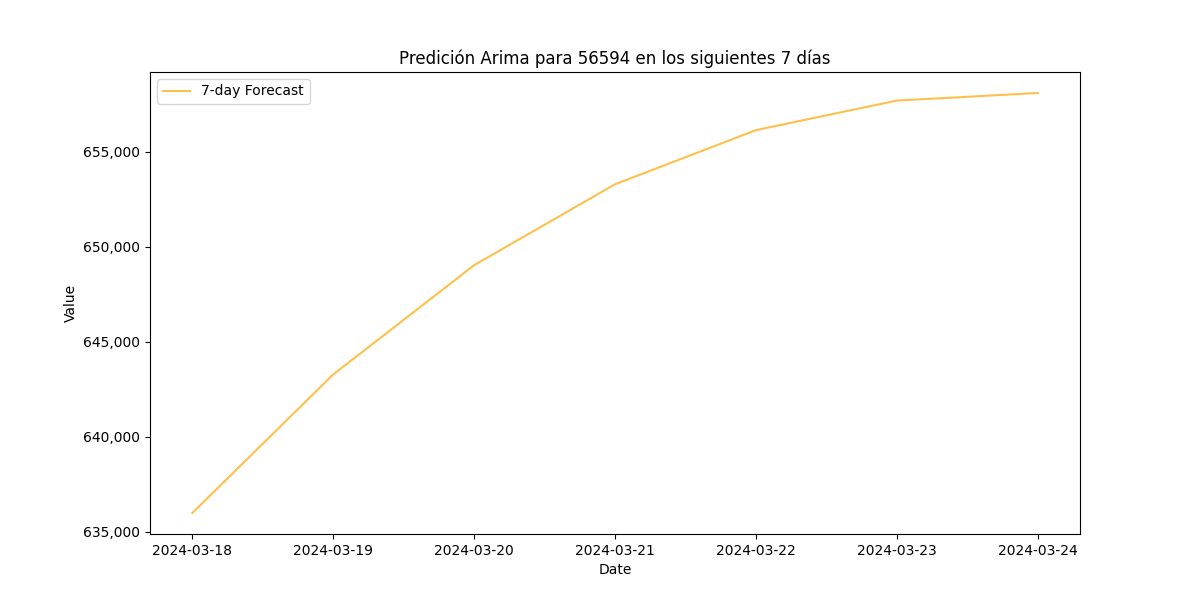 Predición Arima para 56594 en los siguientes 7 días
7-day Forecast
655,000
650,000
645,000
640,000
635,000
Value
2024-03-18 2024-03-19 2024-03-20 2024-03-21 2024-03-22 2024-03-23 2024-03-24
Date